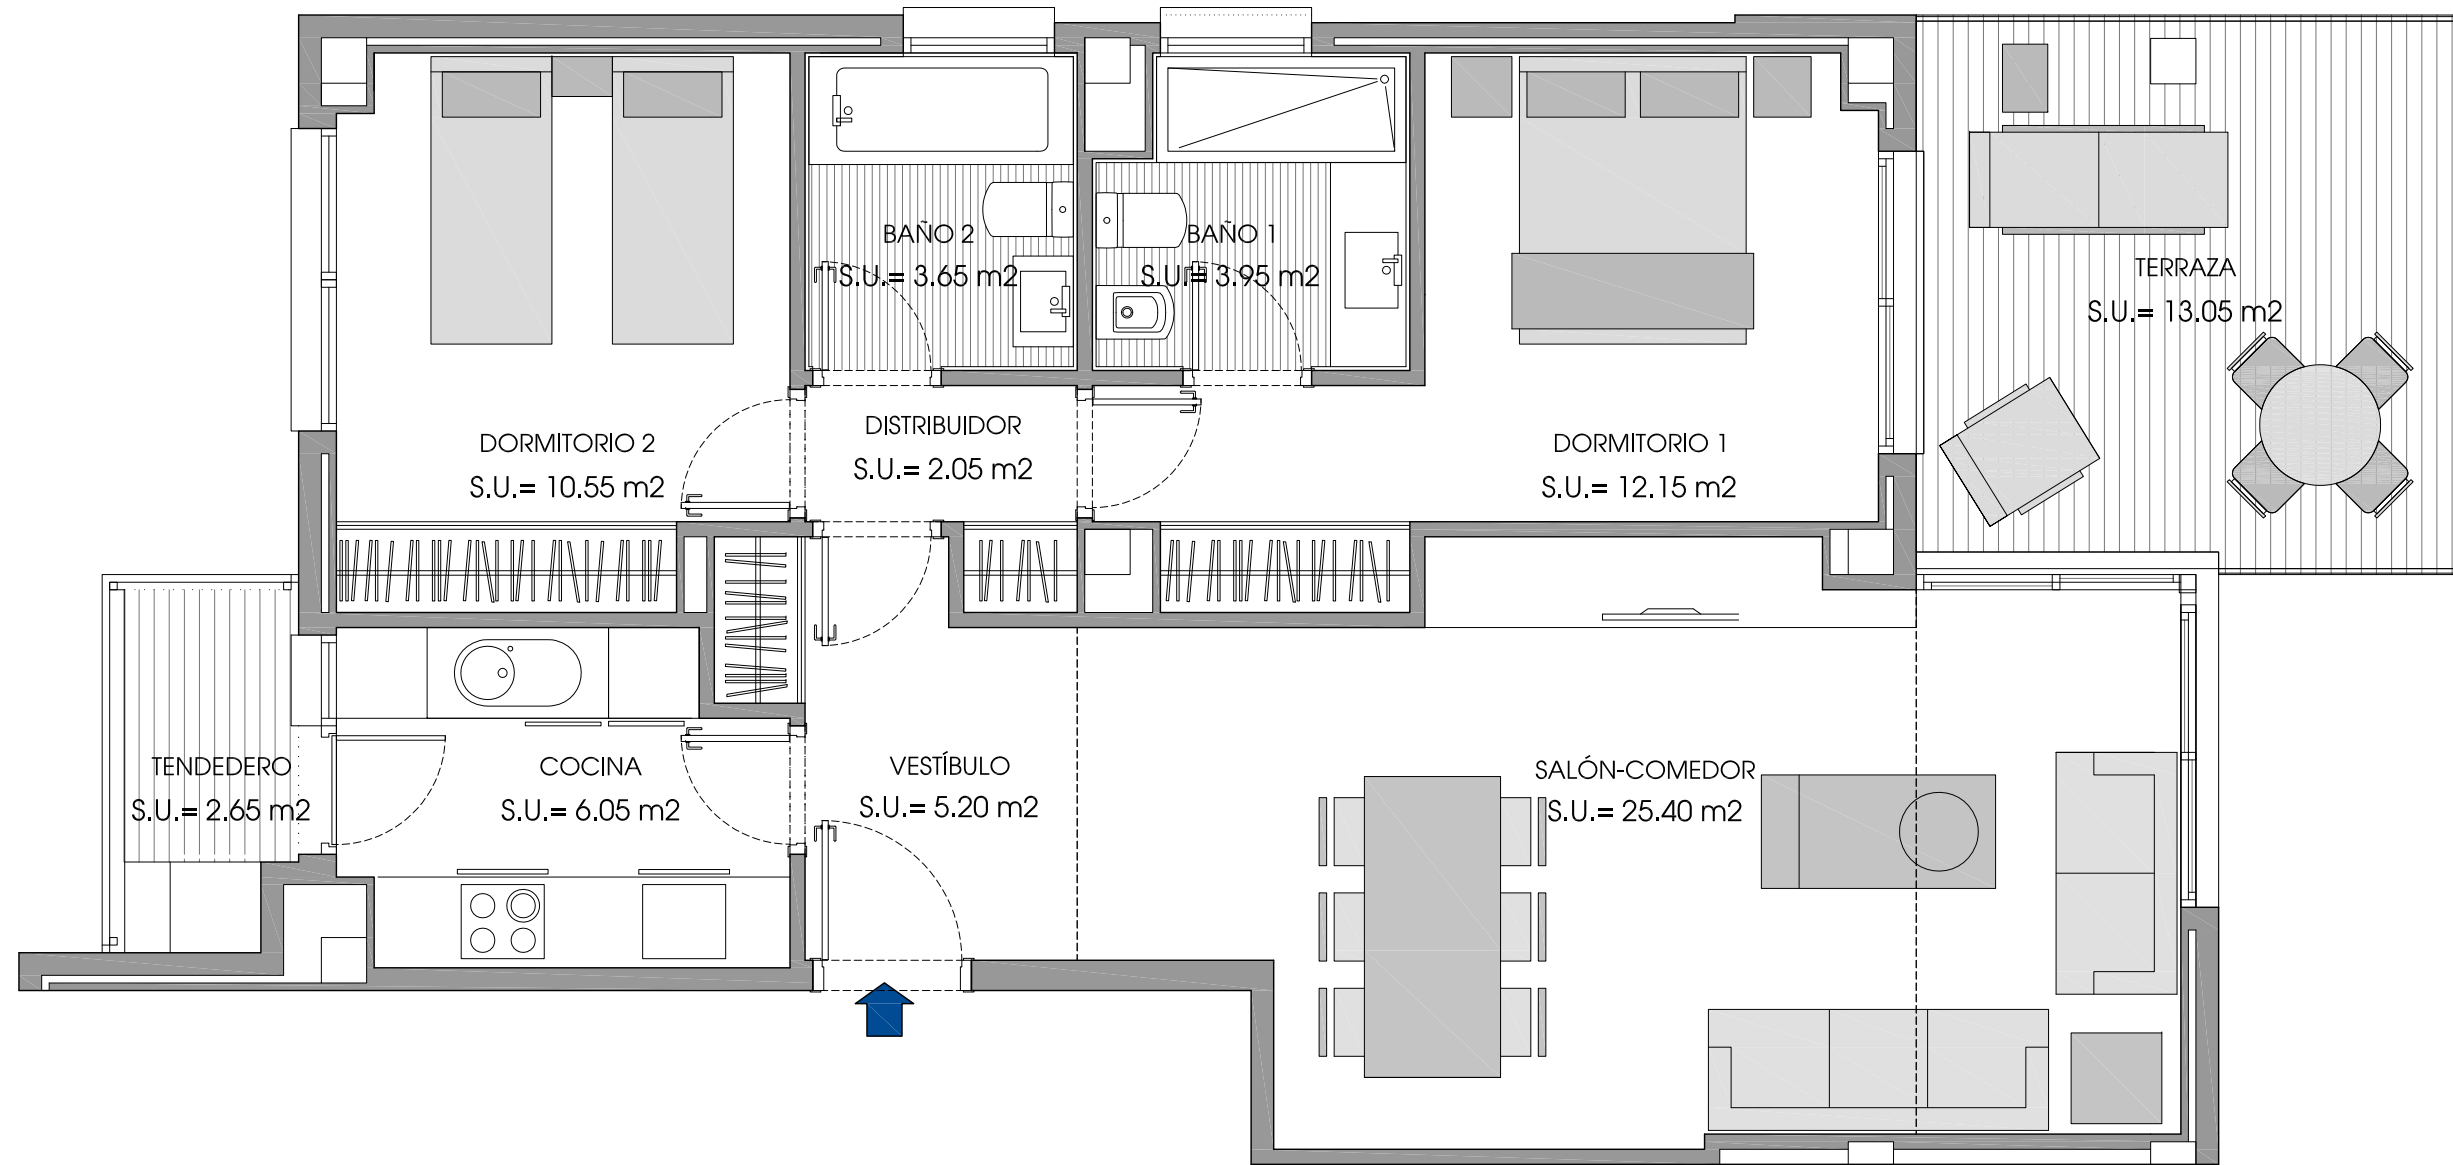 BAÑO 2
S.U.= 3.65 m2
BAÑO 1
S.U.= 3.95 m2
TERRAZA
S.U.= 13.05 m2
DORMITORIO 2
S.U.= 10.55 m2
DISTRIBUIDOR
S.U.= 2.05 m2
DORMITORIO 1
S.U.= 12.15 m2
TENDEDERO
S.U.= 2.65 m2
COCINA
S.U.= 6.05 m2
VESTÍBULO
S.U.= 5.20 m2
SALÓN-COMEDOR
S.U.= 25.40 m2